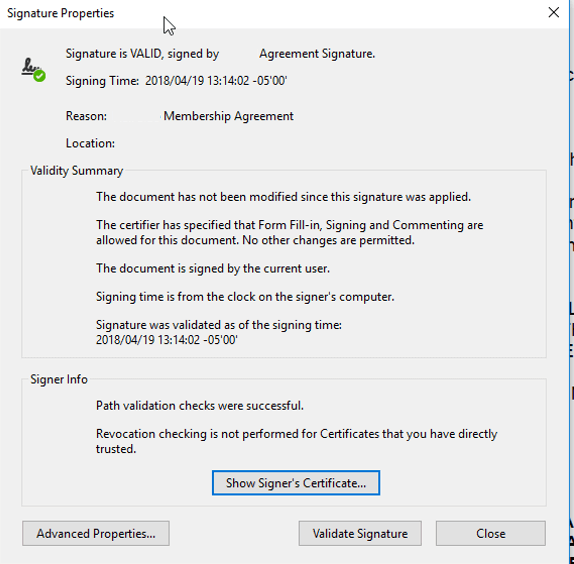 Signature Properties
Signature is VALID, signed by Agreement Signature.
Signing Time: 2018/04/19 13:14:02 -05'00'
Reason: Membership Agreement
Location:
Validity Summary
The document has not been modified since this signature was applied.
The certifier has specified that Form Fill-in, Signing and Commenting are
allowed for this document. No other changes are permitted.
The document is signed by the current user.
Signing time is from the clock on the signer's computer.
Signature was validated as of the signing time:
2018/04/19 13:14:02 -05'00'
Signer Info
Path validation checks were successful.
Revocation checking is not performed for Certificates that you have directly
trusted.
Show Signer's Certificate...
Advanced Properties... Validate Signature Close